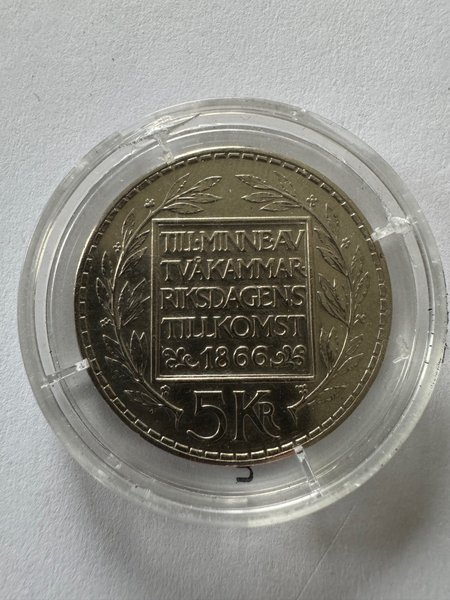 TILL·MINNE·AV
TVÅKAMMAR-
RIKSDAGENS
TILLKOMST
1866
5 KR